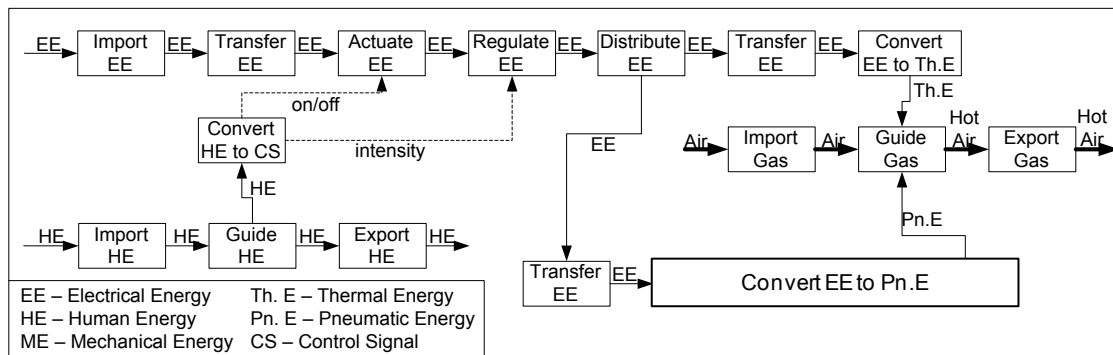 EE
Import
EE
EE
Transfer
EE
EE
Actuate
EE
EE
Regulate
EE
EE
Distribute
EE
EE
Transfer
EE
EE
Convert
EE to Th.E
on/off
Th.E
Convert
HE to CS
intensity
EE
Air
Import
Gas
Air
Guide
Gas
Hot
Air
Export
Gas
Hot
Air
HE
Pn.E
HE
Import
HE
HE
Guide
HE
HE
Export
HE
HE
Transfer
EE
EE
Convert EE to Pn.E
EE – Electrical Energy
Th. E – Thermal Energy
HE – Human Energy
Pn. E – Pneumatic Energy
ME – Mechanical Energy
CS – Control Signal